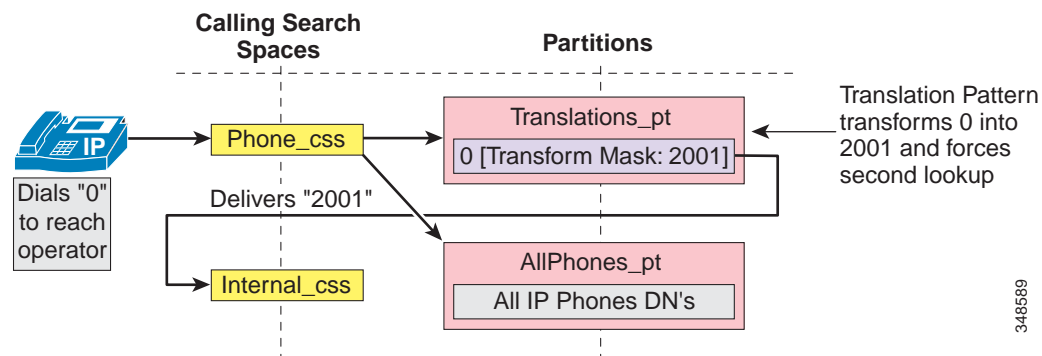 Calling Search
Spaces
Partitions
IP
Dials "0"
to reach
operator
Phone_css
Translations_pt
0 [Transform Mask: 2001]
Translation Pattern
transforms 0 into
2001 and forces
second lookup
Delivers "2001"
Internal_css
AllPhones_pt
All IP Phones DN's
348589